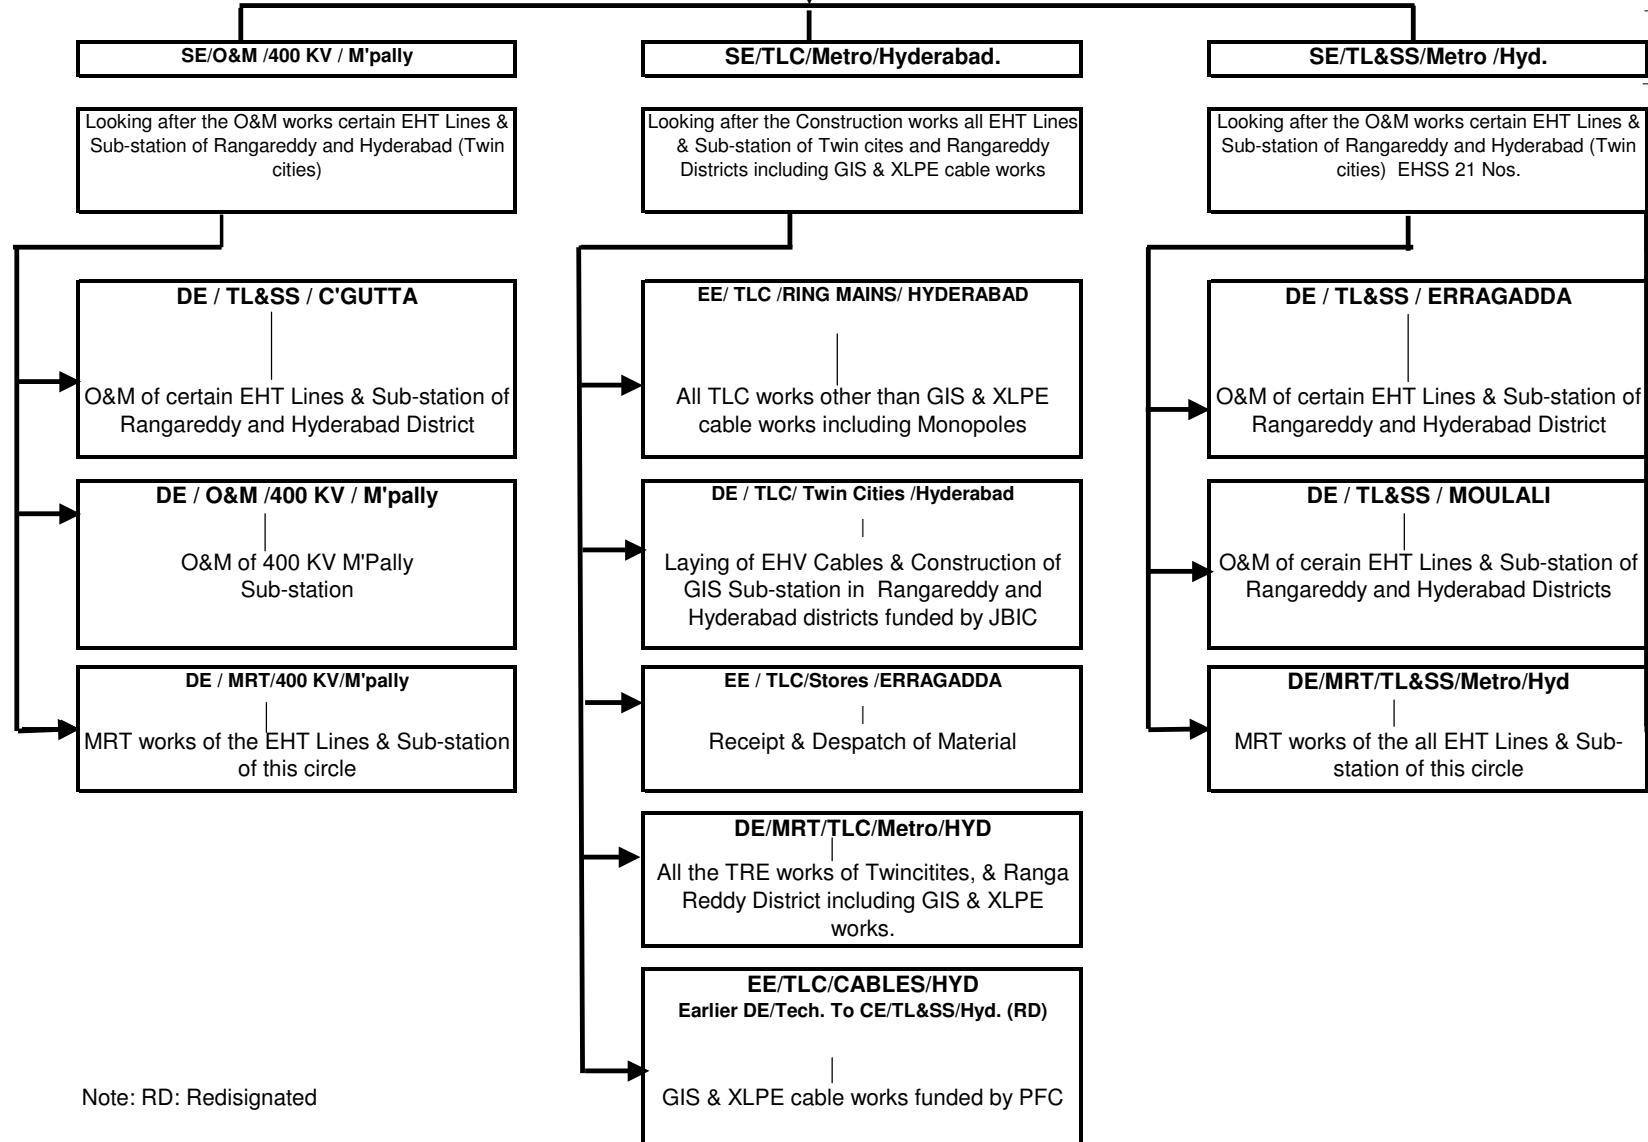 SE/O&M /400 KV / M'pally
Looking after the O&M works certain EHT Lines &
Sub-station of Rangareddy and Hyderabad (Twin
cities)
DE / TL&SS / C'GUTTA
O&M of certain EHT Lines & Sub-station of
Rangareddy and Hyderabad District
DE / O&M /400 KV / M'pally
O&M of 400 KV M'Pally
Sub-station
DE / MRT/400 KV/M'pally
MRT works of the EHT Lines & Sub-station
of this circle
SE/TLC/Metro/Hyderabad.
Looking after the Construction works all EHT Lines
& Sub-station of Twin cites and Rangareddy
Districts including GIS & XLPE cable works
EE/ TLC /RING MAINS/ HYDERABAD
All TLC works other than GIS & XLPE
cable works including Monopoles
DE / TLC/ Twin Cities /Hyderabad
Laying of EHV Cables & Construction of
GIS Sub-station in Rangareddy and
Hyderabad districts funded by JBIC
EE / TLC/Stores /ERRAGADDA
Receipt & Despatch of Material
DE/MRT/TLC/Metro/HYD
All the TRE works of Twincitites, & Ranga
Reddy District including GIS & XLPE
works.
EE/TLC/CABLES/HYD
Earlier DE/Tech. To CE/TL&SS/Hyd. (RD)
GIS & XLPE cable works funded by PFC
SE/TL&SS/Metro /Hyd.
Looking after the O&M works certain EHT Lines &
Sub-station of Rangareddy and Hyderabad (Twin
cities) EHSS 21 Nos.
DE / TL&SS / ERRAGADDA
O&M of certain EHT Lines & Sub-station of
Rangareddy and Hyderabad District
DE / TL&SS / MOULALI
O&M of cerain EHT Lines & Sub-station of
Rangareddy and Hyderabad Districts
DE/MRT/TL&SS/Metro/Hyd
MRT works of the all EHT Lines & Sub-
station of this circle
Note: RD: Redisignated